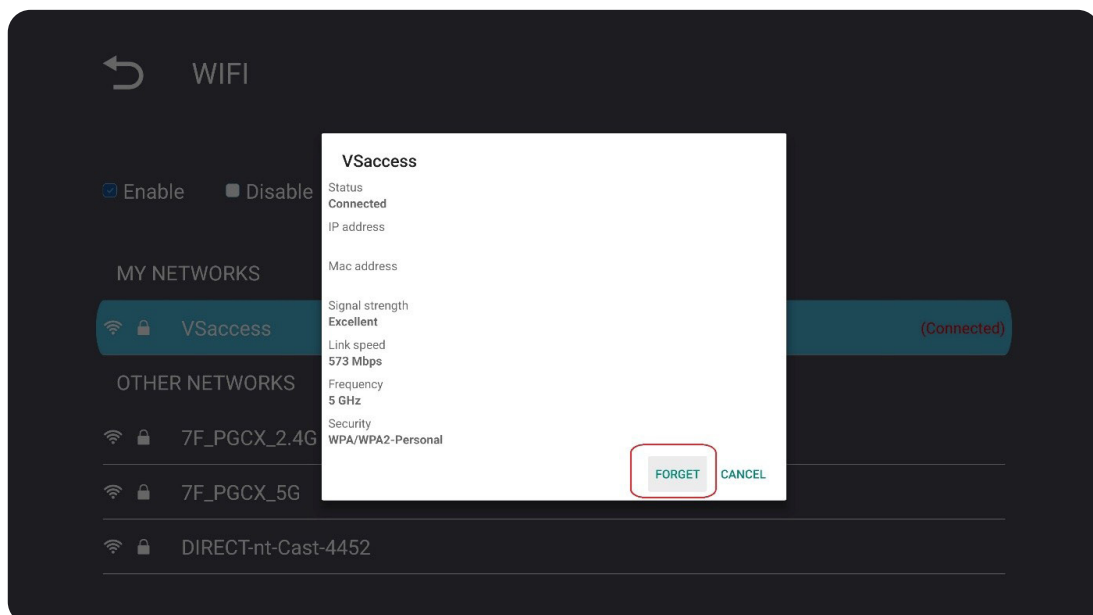 WIFI
Enable
Disable
MY NETWORKS
VSaccess
(Connected)
OTHER NETWORKS
7F_PGCX_2.4G
7F_PGCX_5G
DIRECT-nt-Cast-4452
VSaccess
Status
Connected
IP address
Mac address
Signal strength
Excellent
Link speed
573 Mbps
Frequency
5 GHz
Security
WPA/WPA2-Personal
FORGET CANCEL